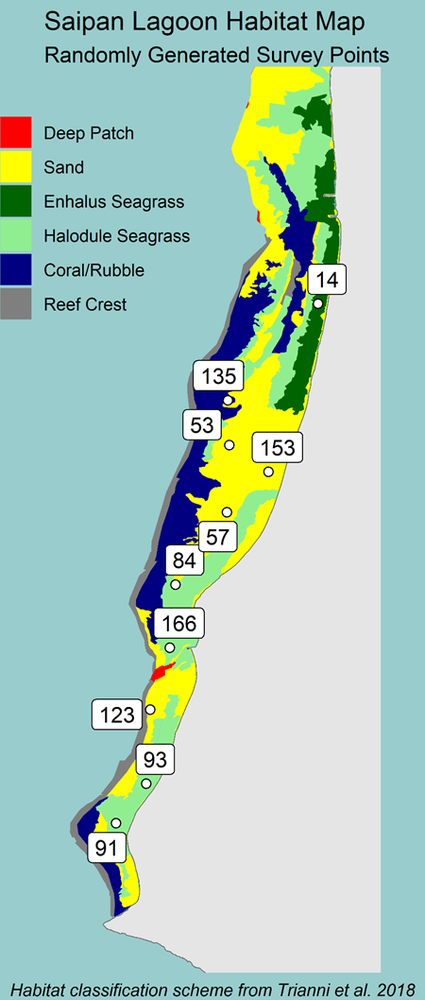 Saipan Lagoon Habitat Map
Randomly Generated Survey Points
Deep Patch
Sand
Enhalus Seagrass
Halodule Seagrass
Coral/Rubble
Reef Crest
14
135
53
153
57
84
166
123
93
91
Habitat classification scheme from Trianni et al. 2018